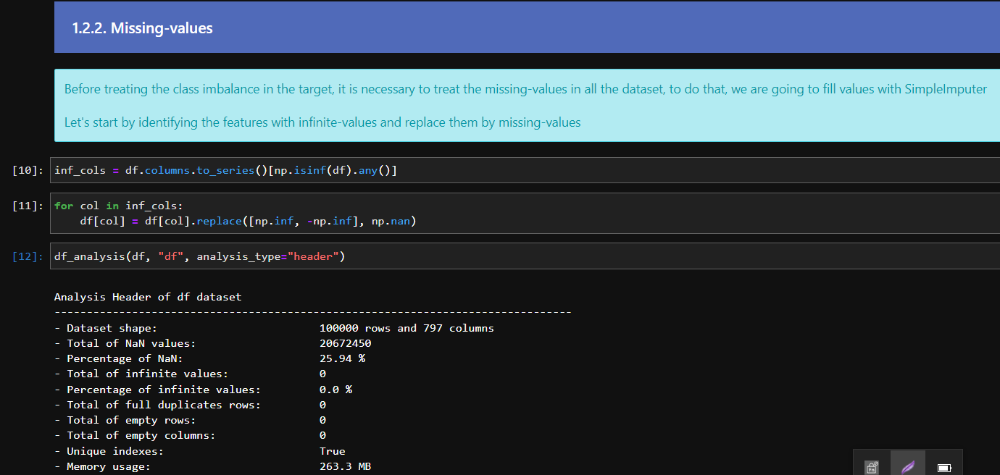 1.2.2. Missing-values
Before treating the class imbalance in the target, it is necessary to treat the missing-values in all the dataset, to do that, we are going to fill values with SimpleImputer
Let's start by identifying the features with infinite-values and replace them by missing-values
[10]: inf_cols = df.columns.to_series()[np.isinf(df).any()]
[11]: for col in inf_cols:
df[col] = df[col].replace([np.inf, -np.inf], np.nan)
[12]: df_analysis(df, "df", analysis_type="header")
Analysis Header of df dataset
--------------------------------------------------------------------------------
- Dataset shape: 100000 rows and 797 columns
- Total of NaN values: 20672450
- Percentage of NaN: 25.94 %
- Total of infinite values: 0
- Percentage of infinite values: 0.0 %
- Total of full duplicates rows: 0
- Total of empty rows: 0
- Total of empty columns: 0
- Unique indexes: True
- Memory usage: 263.3 MB
Fn